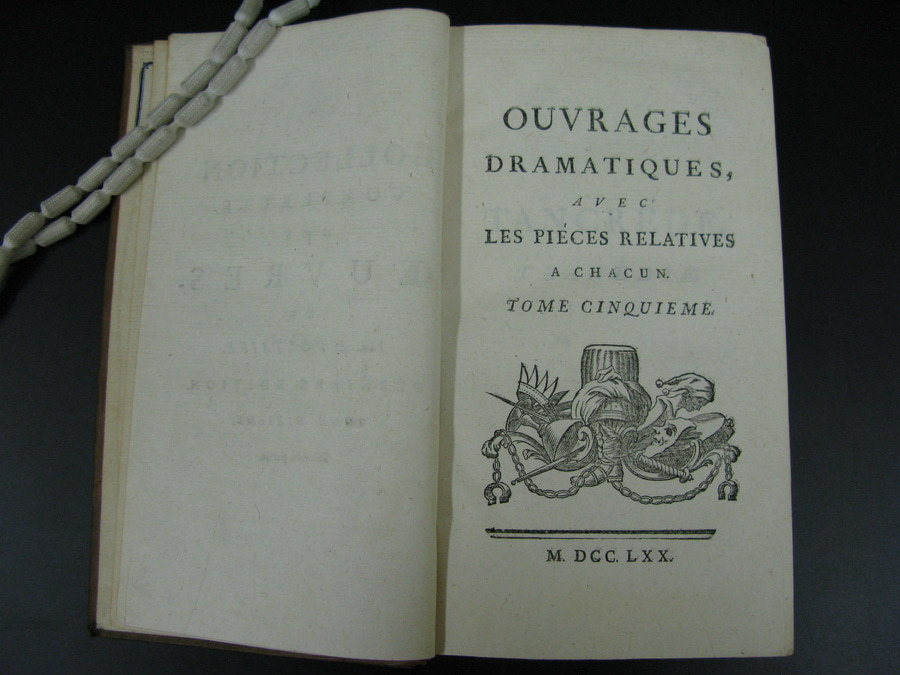 OUVRAGES
DRAMATIQUES,
AVEC
LES PIÉCES RELATIVES
A CHACUN.
TOME CINQUIEME.
M. DCC. LXX.